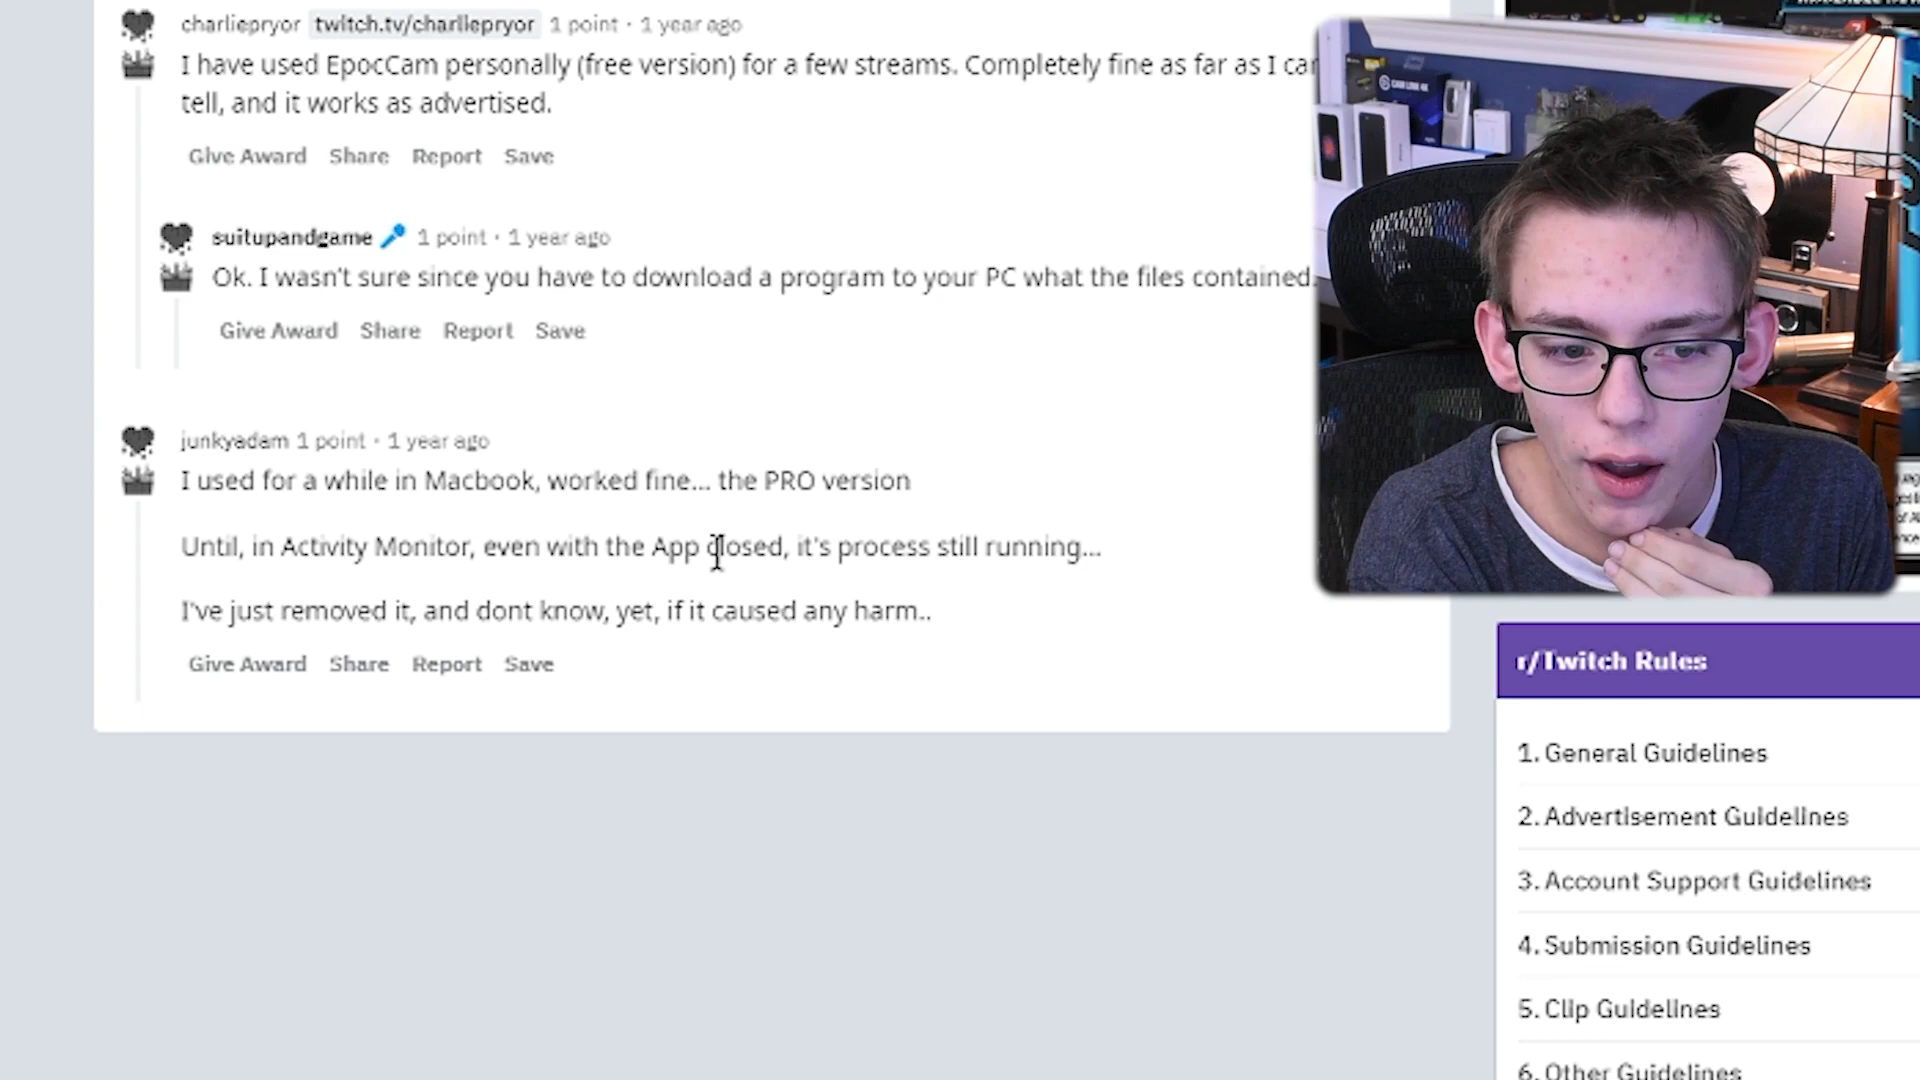 charliepryor twitch.tv/charliepryor 1 point · 1 year ago
I have used EpocCam personally (free version) for a few streams. Completely fine as far as I can
tell, and it works as advertised.
Give Award Share Report Save
suitupandgame 1 point · 1 year ago
Ok. I wasn't sure since you have to download a program to your PC what the files contained.
Give Award Share Report Save
junkyadam 1 point · 1 year ago
I used for a while in Macbook, worked fine... the PRO version
Until, in Activity Monitor, even with the App closed, it's process still running...
I've just removed it, and dont know, yet, if it caused any harm..
Give Award Share Report Save
CAM LINK 4K
r/Twitch Rules
1. General Guidelines
2. Advertisement Guidelines
3. Account Support Guidelines
4. Submission Guidelines
5. Clip Guidelines
6. Other Guidelines